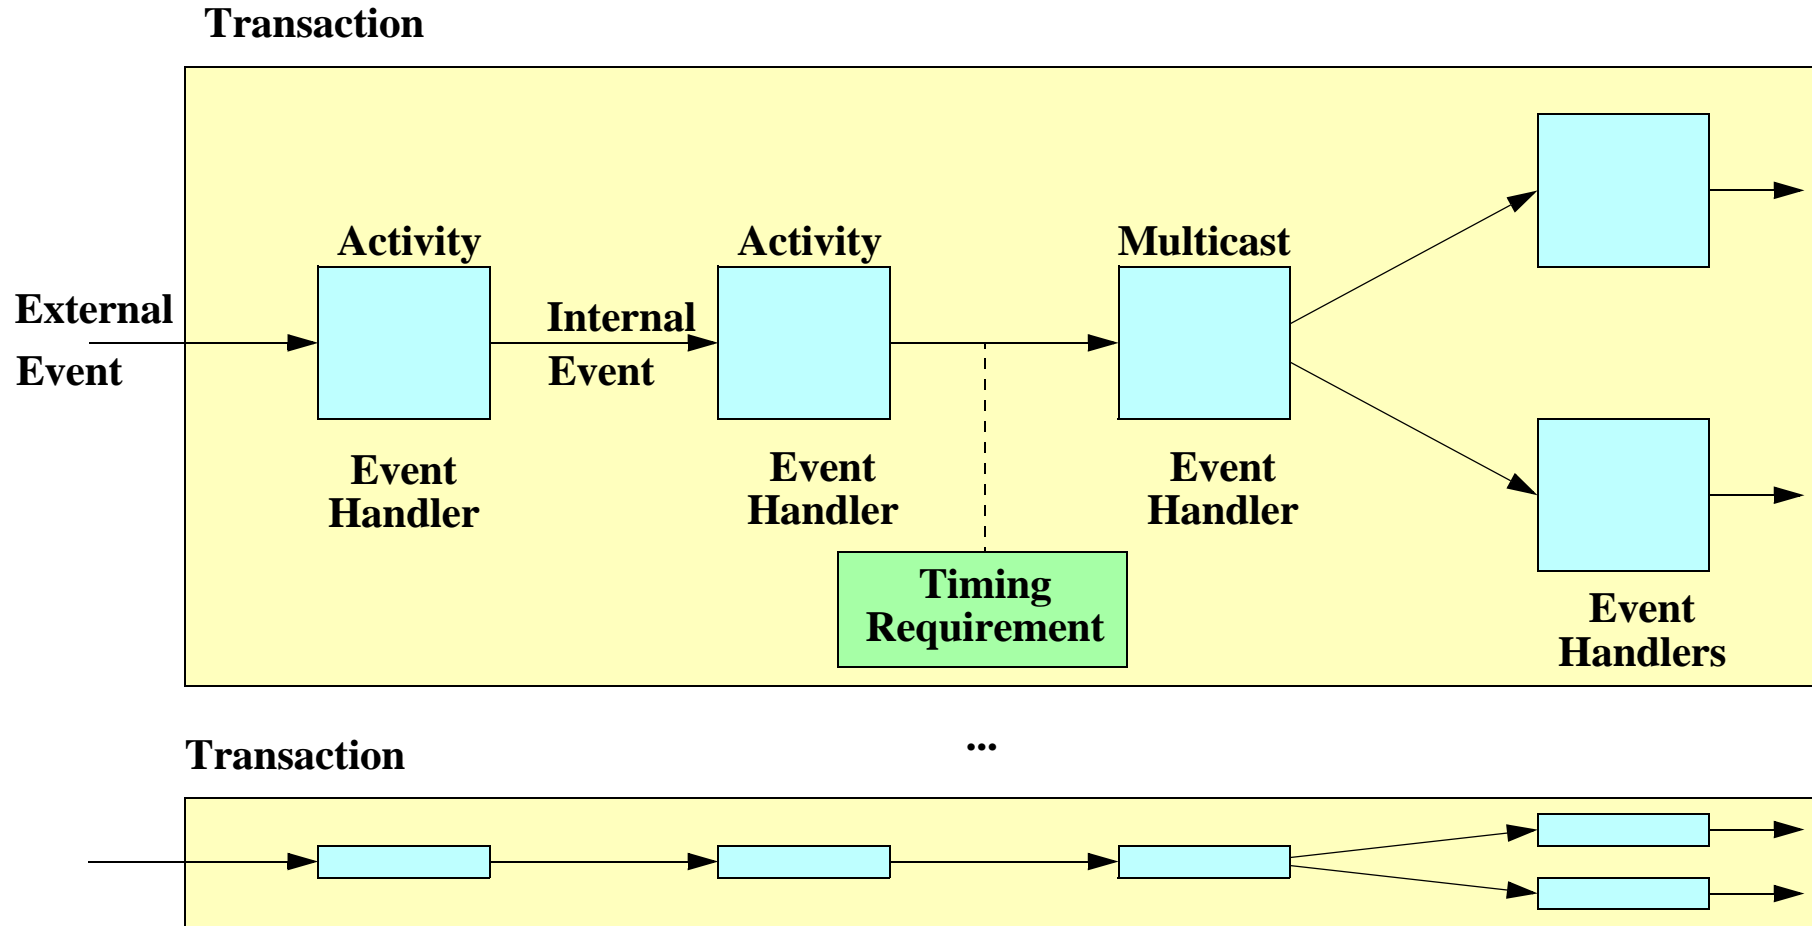 Transaction
Activity
Activity
Multicast
External
Event
Internal
Event
Event
Handler
Event
Handler
Event
Handler
Timing
Requirement
Event
Handlers
...
Transaction